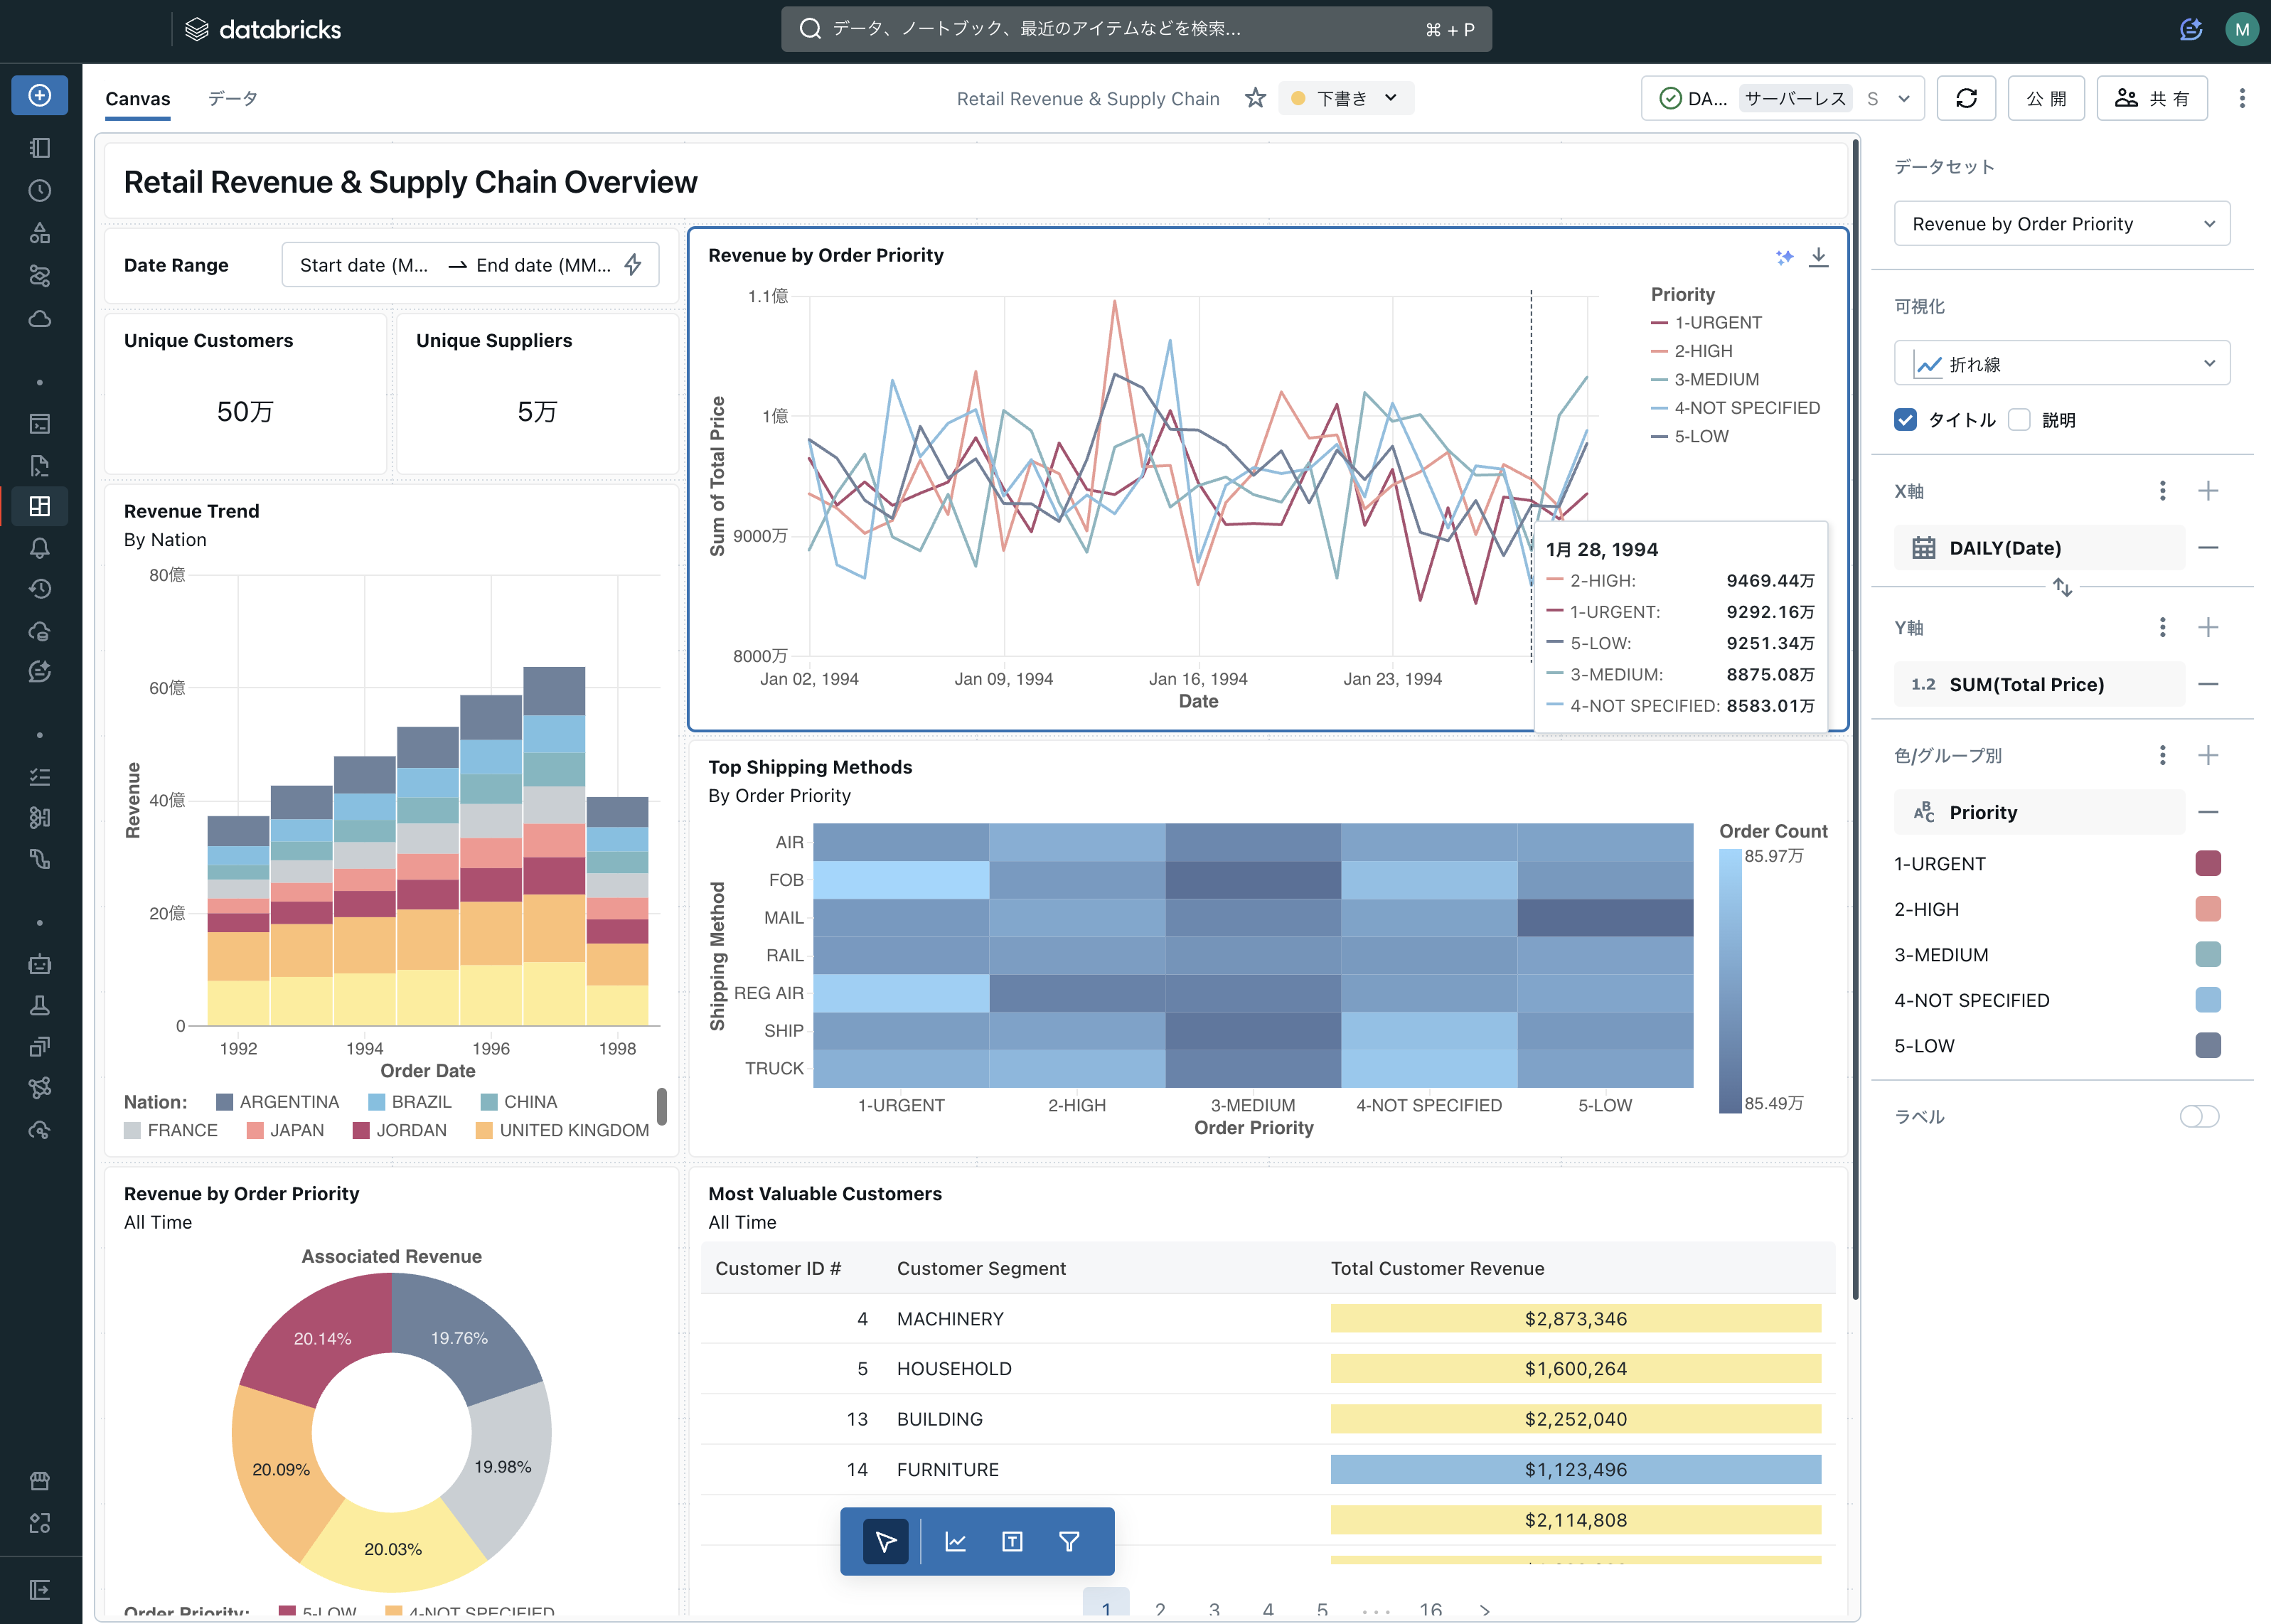 databricks
データ、ノートブック、最近のアイテムなどを検索...
⌘ + P
M
Canvas
データ
Retail Revenue & Supply Chain
下書き
DA...
サーバーレス
S
公開
共有
Retail Revenue & Supply Chain Overview
Date Range
Start date (M...
End date (MM...
Unique Customers
50万
Unique Suppliers
5万
Revenue Trend
By Nation
80億
60億
40億
20億
0
Revenue
1992
1994
1996
1998
Order Date
Nation:
ARGENTINA
BRAZIL
CHINA
FRANCE
JAPAN
JORDAN
UNITED KINGDOM
Revenue by Order Priority
1.1億
1億
9000万
8000万
Sum of Total Price
Jan 02, 1994
Jan 09, 1994
Jan 16, 1994
Jan 23, 1994
Date
Priority
1-URGENT
2-HIGH
3-MEDIUM
4-NOT SPECIFIED
5-LOW
1月 28, 1994
2-HIGH: 9469.44万
1-URGENT: 9292.16万
5-LOW: 9251.34万
3-MEDIUM: 8875.08万
4-NOT SPECIFIED: 8583.01万
Top Shipping Methods
By Order Priority
Shipping Method
AIR
FOB
MAIL
RAIL
REG AIR
SHIP
TRUCK
1-URGENT
2-HIGH
3-MEDIUM
4-NOT SPECIFIED
5-LOW
Order Priority
Order Count
85.97万
85.49万
Revenue by Order Priority
All Time
Associated Revenue
20.14%
19.76%
20.09%
19.98%
20.03%
Order Priority:
5-LOW
4-NOT SPECIFIED
Most Valuable Customers
All Time
Customer ID # Customer Segment Total Customer Revenue
4 MACHINERY $2,873,346
5 HOUSEHOLD $1,600,264
13 BUILDING $2,252,040
14 FURNITURE $1,123,496
$2,114,808
1 2 3 4 5 ... 16 >
データセット
Revenue by Order Priority
可視化
折れ線
タイトル
説明
X軸
DAILY(Date)
Y軸
1.2 SUM(Total Price)
色/グループ別
ABC Priority
1-URGENT
2-HIGH
3-MEDIUM
4-NOT SPECIFIED
5-LOW
ラベル